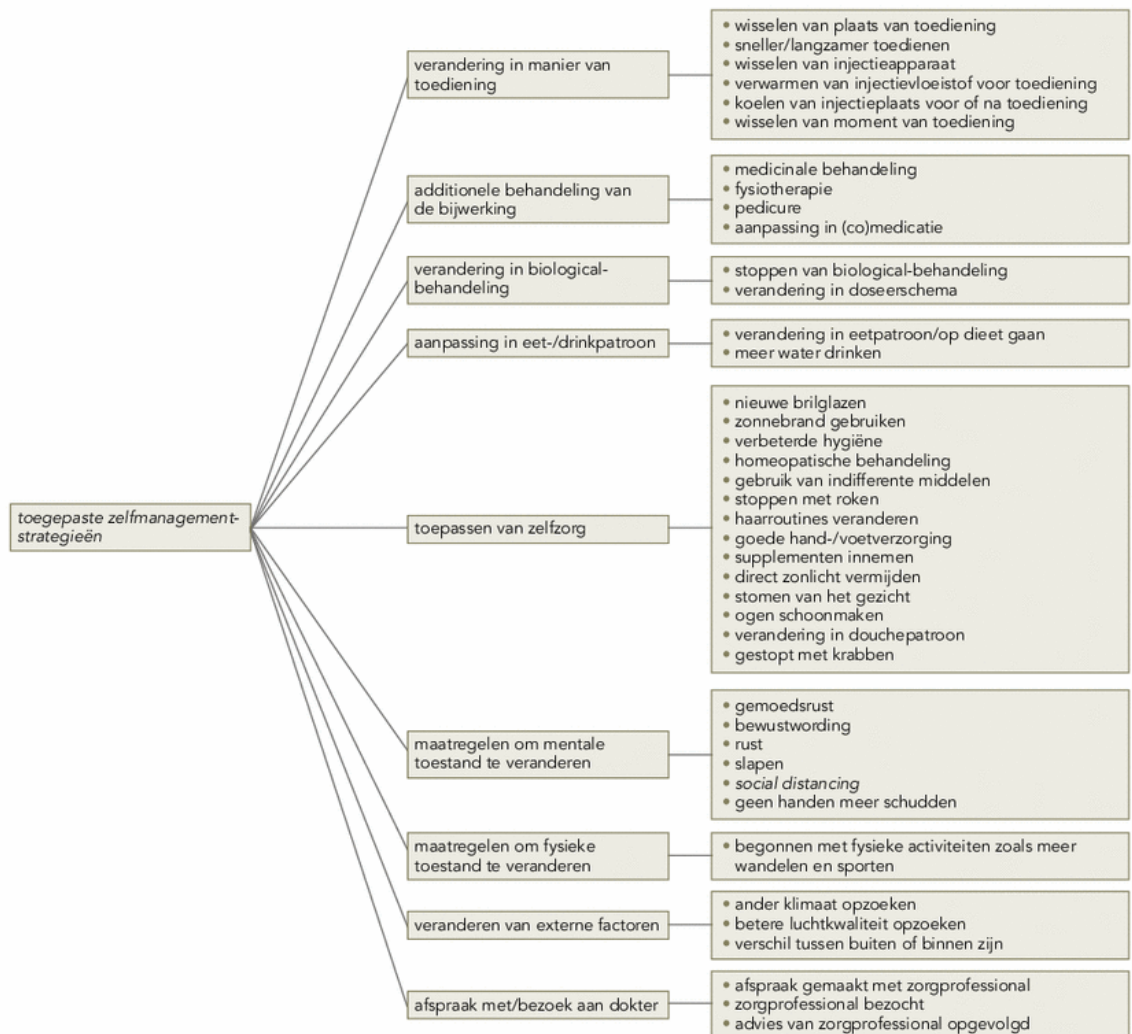 toegepaste zelfmanagement-
strategieën
verandering in manier van
toediening
• wisselen van plaats van toediening
• sneller/langzamer toedienen
• wisselen van injectieapparaat
• verwarmen van injectievloeistof voor toediening
• koelen van injectieplaats voor of na toediening
• wisselen van moment van toediening
additionele behandeling van
de bijwerking
• medicinale behandeling
• fysiotherapie
• pedicure
• aanpassing in (co)medicatie
verandering in biological-
behandeling
• stoppen van biological-behandeling
• verandering in doseerschema
aanpassing in eet-/drinkpatroon
• verandering in eetpatroon/op dieet gaan
• meer water drinken
toepassen van zelfzorg
• nieuwe brilglazen
• zonnebrand gebruiken
• verbeterde hygiëne
• homeopatische behandeling
• gebruik van indifferente middelen
• stoppen met roken
• haarroutines veranderen
• goede hand-/voetverzorging
• supplementen innemen
• direct zonlicht vermijden
• stomen van het gezicht
• ogen schoonmaken
• verandering in douchepatroon
• gestopt met krabben
maatregelen om mentale
toestand te veranderen
• gemoedsrust
• bewustwording
• rust
• slapen
• social distancing
• geen handen meer schudden
maatregelen om fysieke
toestand te veranderen
• begonnen met fysieke activiteiten zoals meer
wandelen en sporten
veranderen van externe factoren
• ander klimaat opzoeken
• betere luchtkwaliteit opzoeken
• verschil tussen buiten of binnen zijn
afspraak met/bezoek aan dokter
• afspraak gemaakt met zorgprofessional
• zorgprofessional bezocht
• advies van zorgprofessional opgevolgd